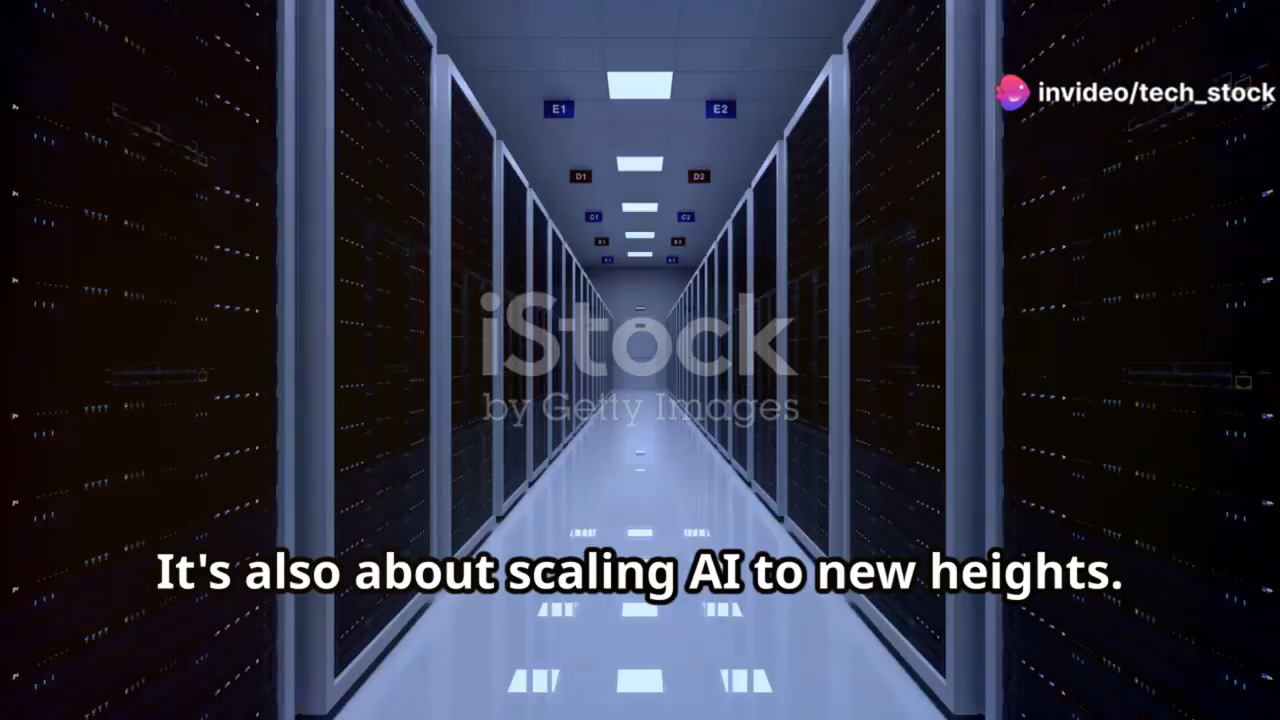 invideo/tech_stock
E1 E2
D1 D2
C1 C2
iStock
by Getty Images
It's also about scaling AI to new heights.